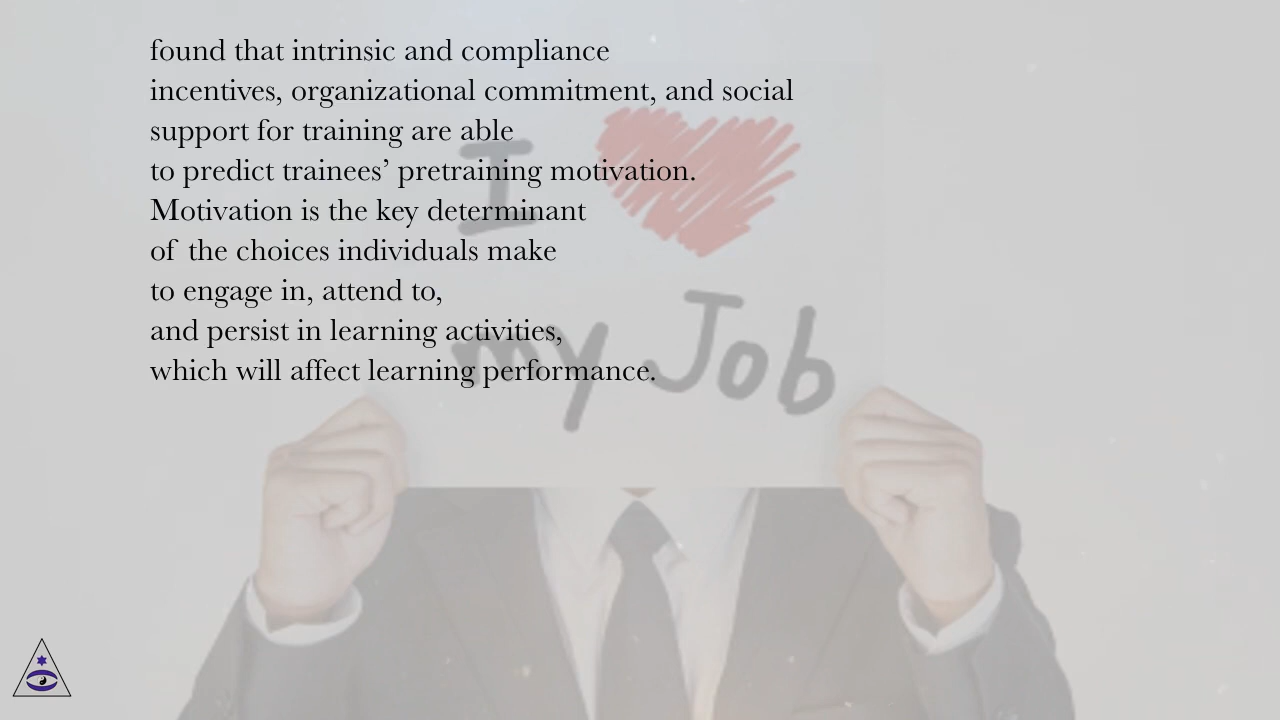 found that intrinsic and compliance
incentives, organizational commitment, and social
support for training are able
to predict trainees’ pretraining motivation.
Motivation is the key determinant
of the choices individuals make
to engage in, attend to,
and persist in learning activities,
which will affect learning performance.
I
my Job